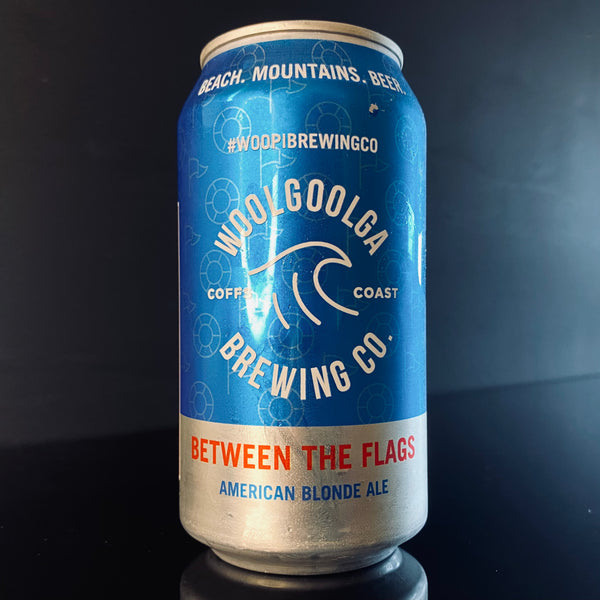 BEACH. MOUNTAINS. BEER.
#WOOPIBREWINGCO
WOOLGOOLGA
COFFS COAST
BREWING CO.
BETWEEN THE FLAGS
AMERICAN BLONDE ALE